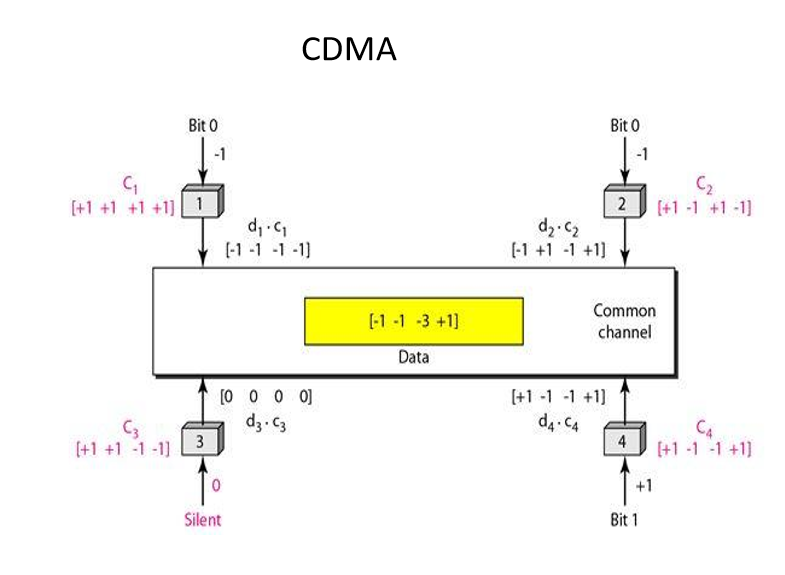 CDMA
Bit 0
Bit 0
-1
-1
C1
C2
[+1 +1 +1 +1]
1
2
[+1 -1 +1 -1]
d1·c1
d2·c2
[-1 -1 -1 -1]
[-1 +1 -1 +1]
[-1 -1 -3 +1]
Common
channel
Data
[0 0 0 0]
[+1 -1 -1 +1]
d3·c3
d4·c4
C3
C4
[+1 +1 -1 -1]
3
4
[+1 -1 -1 +1]
0
+1
Silent
Bit 1